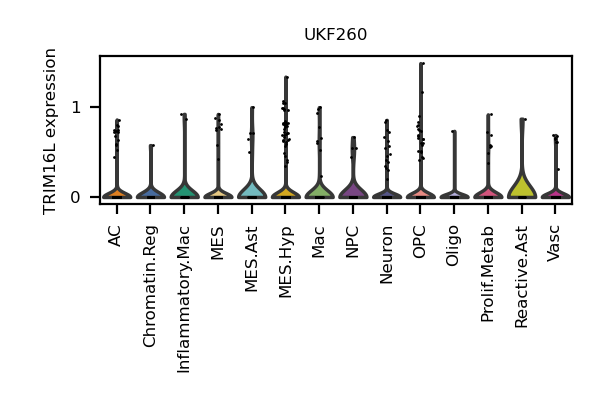 UKF260
TRIM16L expression
1
0
AC
Chromatin.Reg
Inflammatory.Mac
MES
MES.Ast
MES.Hyp
Mac
NPC
Neuron
OPC
Oligo
Prolif.Metab
Reactive.Ast
Vasc